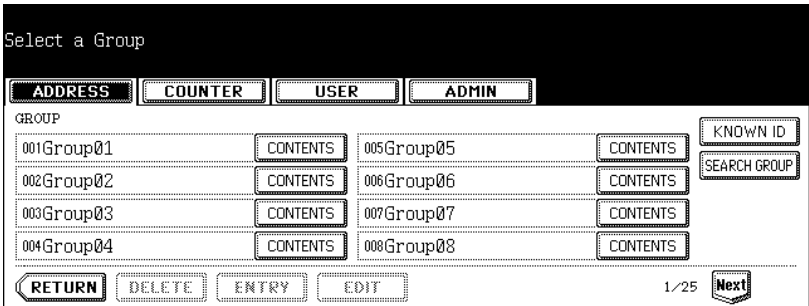 Select a Group
ADDRESS COUNTER USER ADMIN
GROUP
KNOWN ID
001Group01 CONTENTS 005Group05 CONTENTS
SEARCH GROUP
002Group02 CONTENTS 006Group06 CONTENTS
003Group03 CONTENTS 007Group07 CONTENTS
004Group04 CONTENTS 008Group08 CONTENTS
RETURN DELETE ENTRY EDIT 1/25 Next